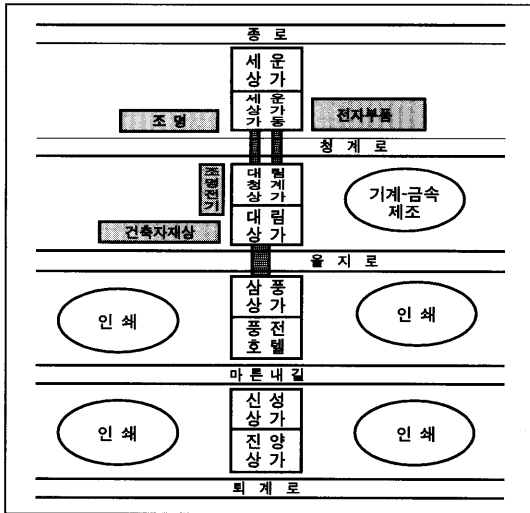 종 로
세 운
상 가
세 운
상 가
가 동
조 명
전자부품
청 계 로
조명전기
대 림
청 계
상 가
기계-금속
제조
대 림
상 가
건축자재상
을 지 로
삼 풍
상 가
인 쇄
인 쇄
풍 전
호 텔
마 른 내 길
신 성
상 가
인 쇄
인 쇄
진 양
상 가
퇴 계 로